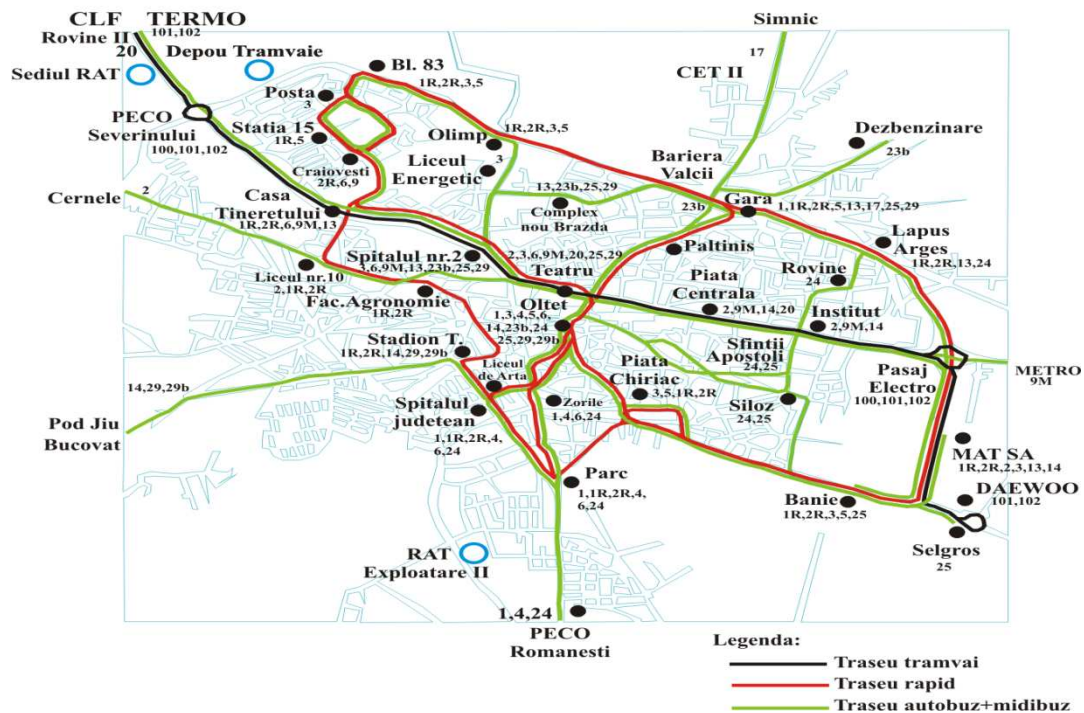 CLF TERMO
Rovine II
101,102
20
Depou Tramvaie
Sediul RAT
Bl. 83
1R,2R,3,5
Simnic
17
CET II
Posta
3
PECO
Severinului
100,101,102
Statia 15
1R,5
Olimp
1R,2R,3,5
Dezbenzinare
23b
Craiovesti
2R,6,9
Liceul
Energetic
3
Bariera
Valcii
Cernele
2
Casa
Tineretului
1R,2R,6,9M,13
13,23b,25,29
Complex
nou Brazda
23b
Gara
1,1R,2R,5,13,17,25,29
Lapus
Arges
1R,2R,13,24
Spitalul nr.2
3,6,9M,13,23b,25,29
2,3,6,9M,20,25,29
Teatru
Paltinis
Rovine
24
Liceul nr.10
2,1R,2R
Fac.Agronomie
1R,2R
Oltet
1,3,4,5,6,
14,23b,24
25,29,29b
Piata
Centrala
2,9M,14,20
Institut
2,9M,14
Stadion T.
1R,2R,14,29,29b
Sfintii
Apostoli
24,25
Pasaj
Electro
100,101,102
METRO
9M
Liceul
de Arta
Piata
Chiriac
3,5,1R,2R
14,29,29b
Pod Jiu
Bucovat
Spitalul
judetean
1,1R,2R,4,
6,24
Zorile
1,4,6,24
Siloz
24,25
MAT SA
1R,2R,2,3,13,14
Parc
1,1R,2R,4,
6,24
Banie
1R,2R,3,5,25
DAEWOO
101,102
Selgros
25
RAT
Exploatare II
1,4,24
PECO
Romanesti
Legenda:
Traseu tramvai
Traseu rapid
Traseu autobuz+midibuz